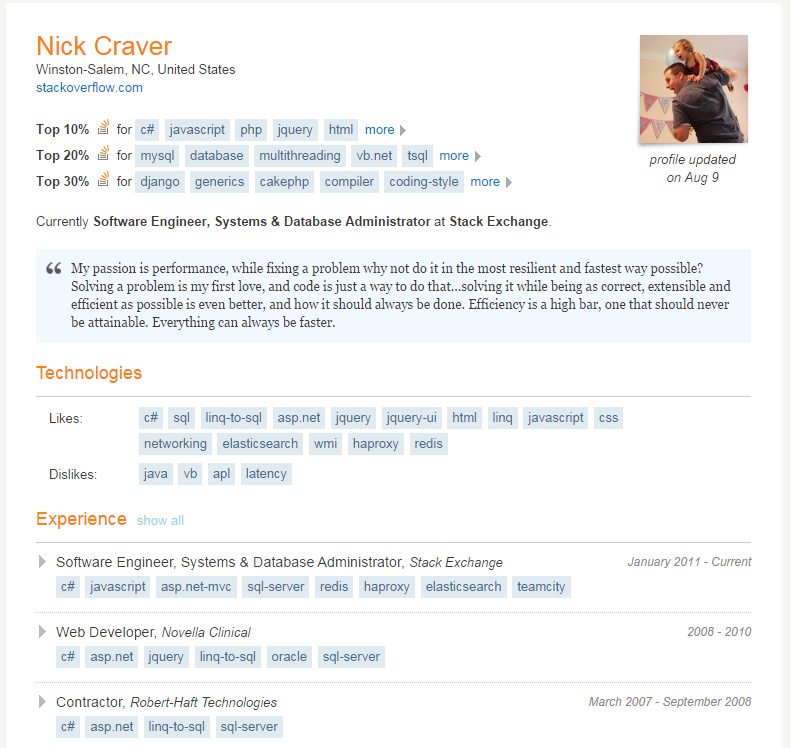 Nick Craver
Winston-Salem, NC, United States
stackoverflow.com
profile updated
on Aug 9
Top 10% for c# javascript php jquery html more
Top 20% for mysql database multithreading vb.net tsql more
Top 30% for django generics cakephp compiler coding-style more
Currently Software Engineer, Systems & Database Administrator at Stack Exchange.
“ My passion is performance, while fixing a problem why not do it in the most resilient and fastest way possible?
Solving a problem is my first love, and code is just a way to do that...solving it while being as correct, extensible and
efficient as possible is even better, and how it should always be done. Efficiency is a high bar, one that should never
be attainable. Everything can always be faster.
Technologies
Likes: c# sql linq-to-sql asp.net jquery jquery-ui html linq javascript css
networking elasticsearch wmi haproxy redis
Dislikes: java vb apl latency
Experience show all
Software Engineer, Systems & Database Administrator, Stack Exchange January 2011 - Current
c# javascript asp.net-mvc sql-server redis haproxy elasticsearch teamcity
Web Developer, Novella Clinical 2008 - 2010
c# asp.net jquery linq-to-sql oracle sql-server
Contractor, Robert-Haft Technologies March 2007 - September 2008
c# asp.net linq-to-sql sql-server